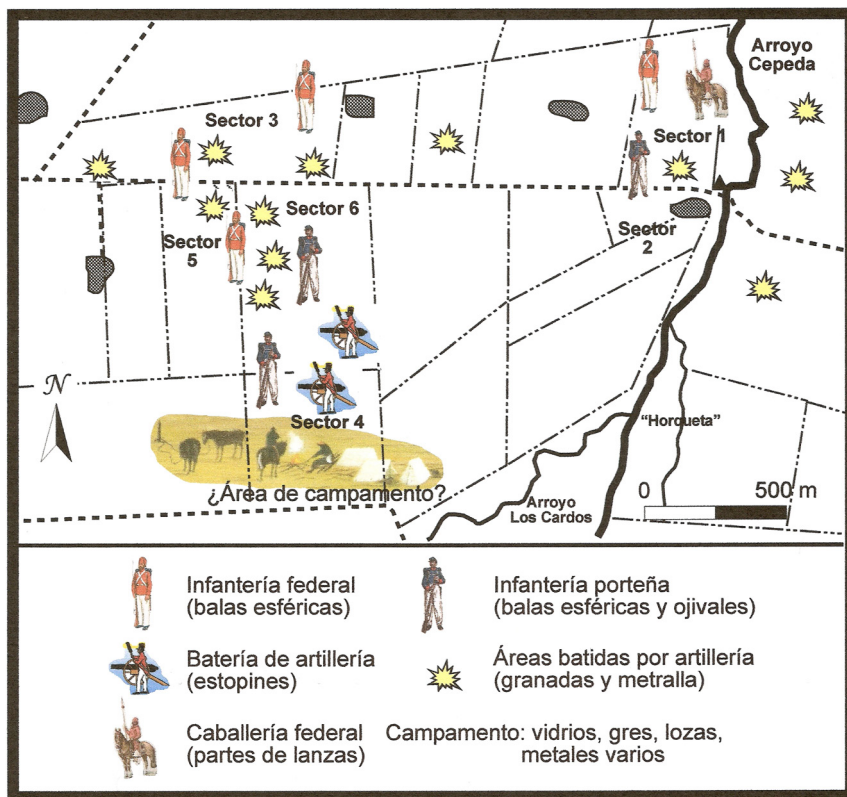 Arroyo
Cepeda
Sector 3
Sector 1
Sector 6
Sector
5
Sector
2
N
Sector 4
"Horqueta"
¿Área de campamento?
0 500 m
Arroyo
Los Cardos
Infantería federal
(balas esféricas)
Infantería porteña
(balas esféricas y ojivales)
Batería de artillería
(estopines)
Áreas batidas por artillería
(granadas y metralla)
Caballería federal
(partes de lanzas)
Campamento: vidrios, gres, lozas,
metales varios